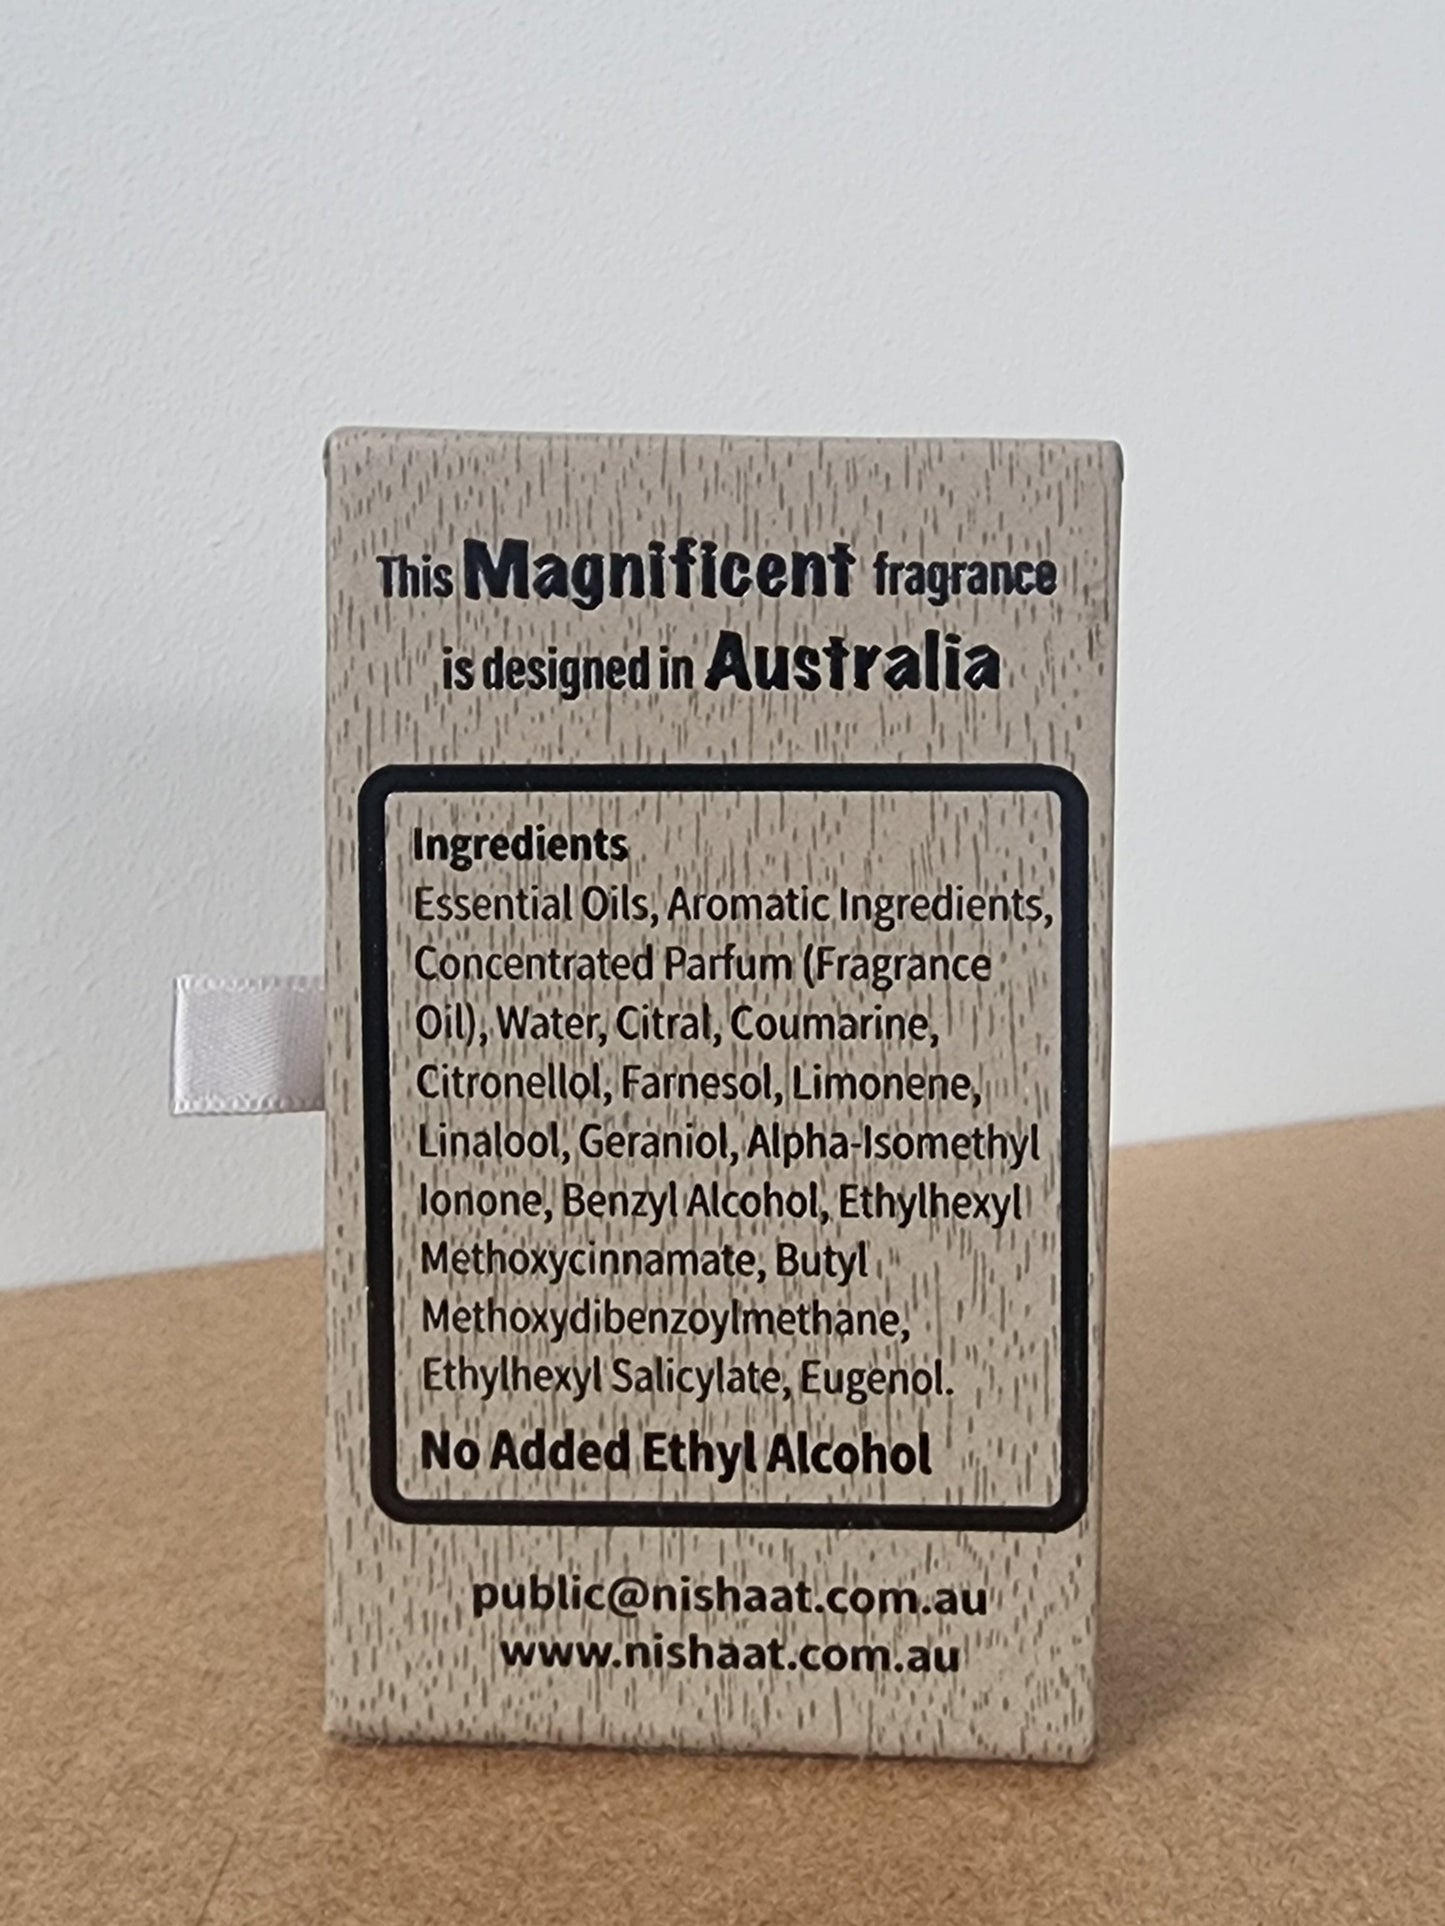 This Magnificent fragrance
is designed in Australia
Ingredients
Essential Oils, Aromatic Ingredients,
Concentrated Parfum (Fragrance
Oil), Water, Citral, Coumarine,
Citronellol, Farnesol, Limonene,
Linalool, Geraniol, Alpha-Isomethyl
Ionone, Benzyl Alcohol, Ethylhexyl
Methoxycinnamate, Butyl
Methoxydibenzoylmethane,
Ethylhexyl Salicylate, Eugenol.
No Added Ethyl Alcohol
public@nishaat.com.au
www.nishaat.com.au